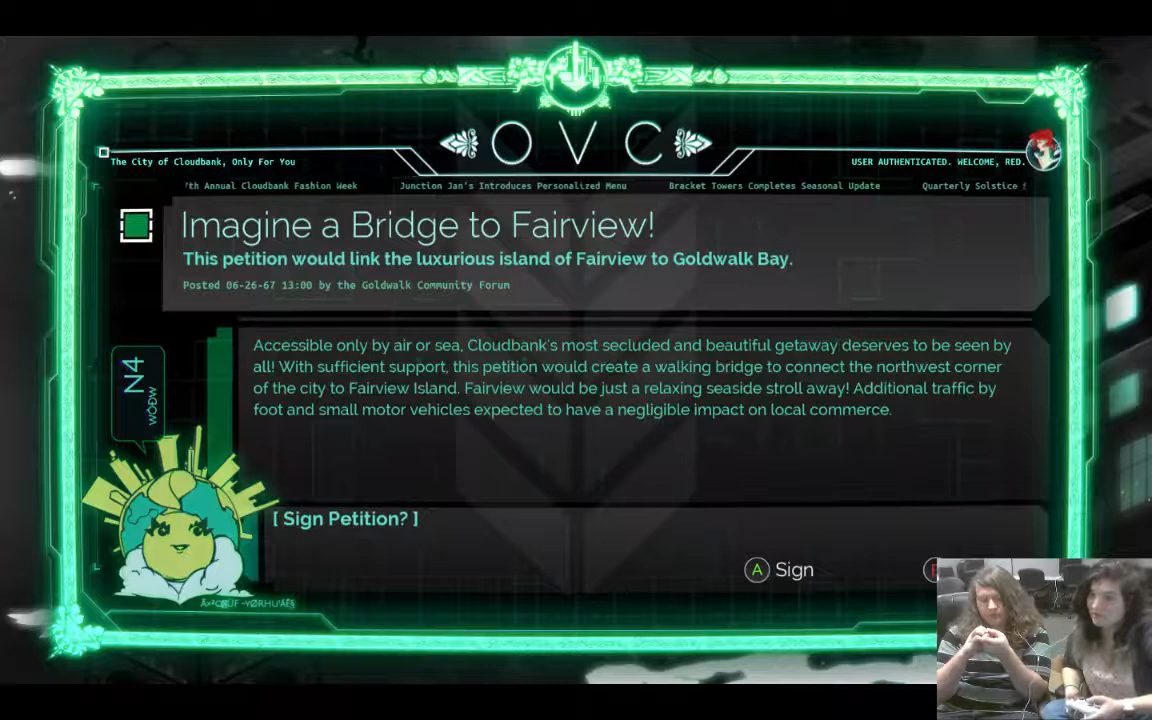 OVC
The City of Cloudbank, Only For You
USER AUTHENTICATED. WELCOME, RED.
'th Annual Cloudbank Fashion Week Junction Jan's Introduces Personalized Menu Bracket Towers Completes Seasonal Update Quarterly Solstice
Imagine a Bridge to Fairview!
This petition would link the luxurious island of Fairview to Goldwalk Bay.
Posted 06-26-67 13:00 by the Goldwalk Community Forum
Accessible only by air or sea, Cloudbank's most secluded and beautiful getaway deserves to be seen by
all! With sufficient support, this petition would create a walking bridge to connect the northwest corner
of the city to Fairview Island. Fairview would be just a relaxing seaside stroll away! Additional traffic by
foot and small motor vehicles expected to have a negligible impact on local commerce.
N4
[ Sign Petition? ]
A Sign